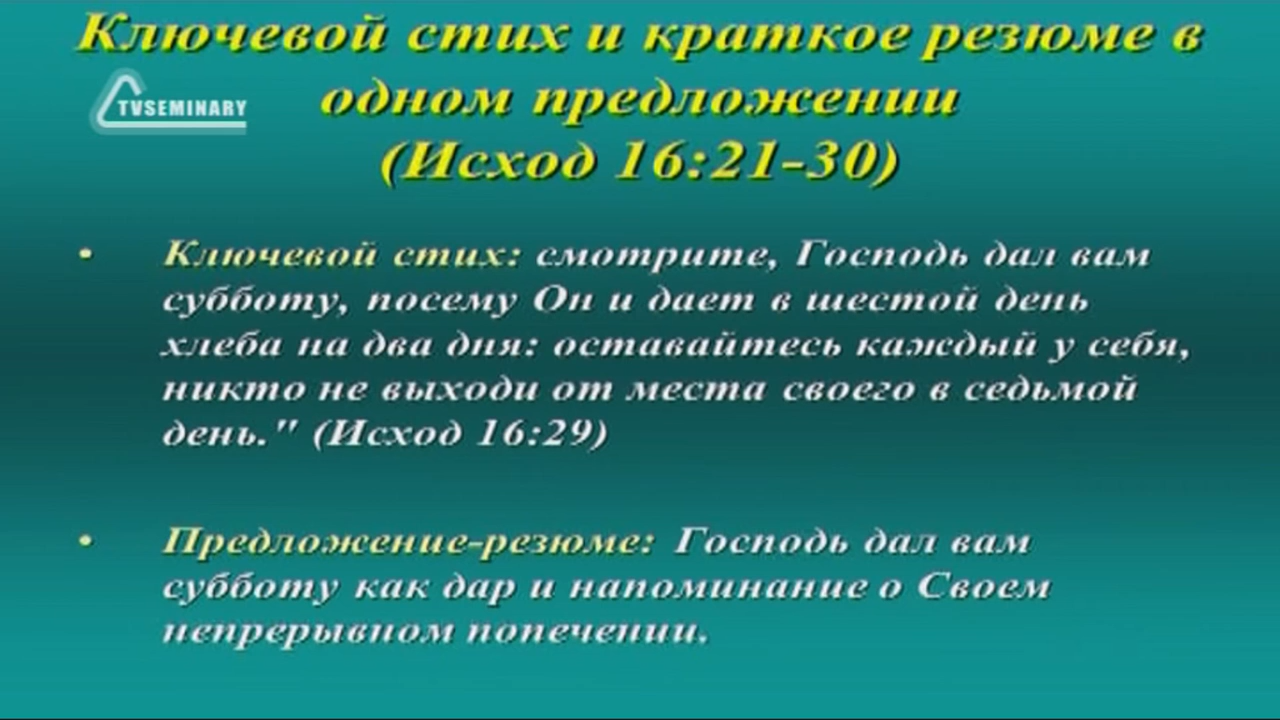 Ключевой стих и краткое резюме в
одном предложении
(Исход 16:21-30)
TVSEMINARY
• Ключевой стих: смотрите, Господь дал вам
субботу, посему Он и дает в шестой день
хлеба на два дня: оставайтесь каждый у себя,
никто не выходи от места своего в седьмой
день." (Исход 16:29)
• Предложение-резюме: Господь дал вам
субботу как дар и напоминание о Своем
непрерывном попечении.